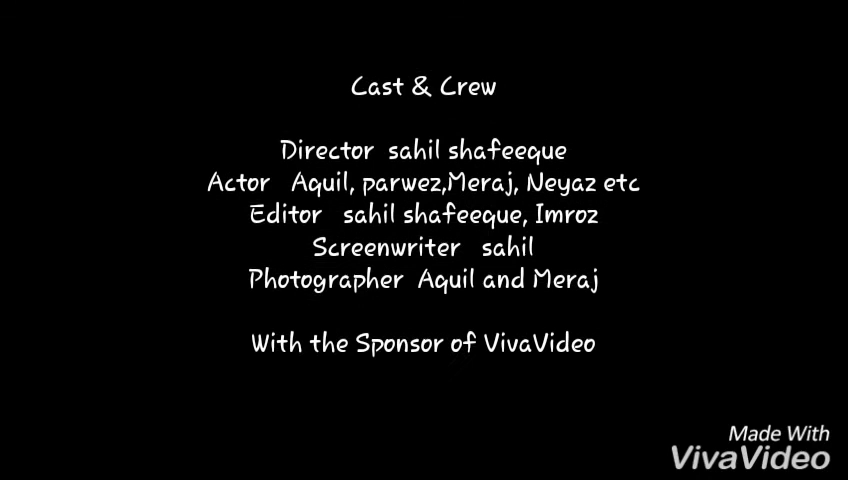 Cast & Crew
Director sahil shafeeque
Actor Aquil, parwez,Meraj, Neyaz etc
Editor sahil shafeeque, Imroz
Screenwriter sahil
Photographer Aquil and Meraj
With the Sponsor of VivaVideo
Made With
VivaVideo